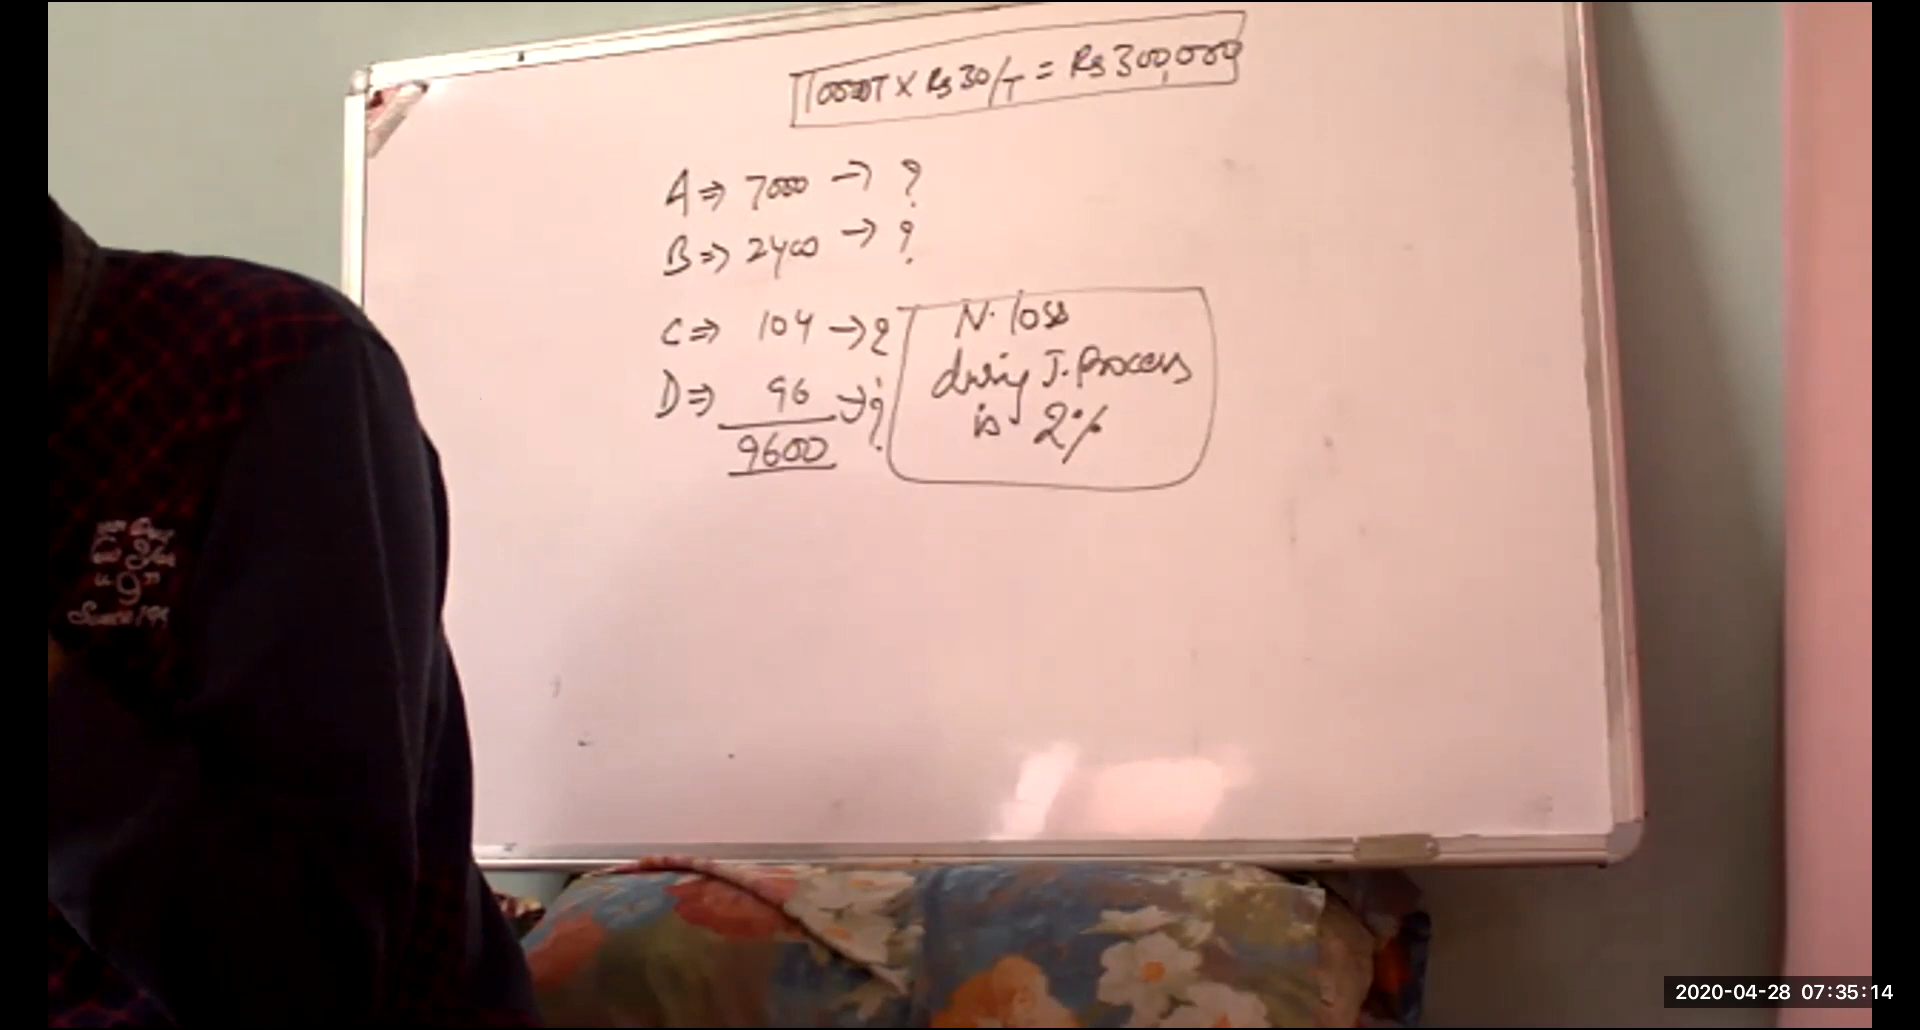 10000T X Rs 30/T = Rs 300,000
A => 7000 -> ?
B => 2400 -> ?
C => 104 -> ?
D => 96 -> ?
9600
N. loss
during J. Process
is 2%
"9"
2020-04-28 07:35:14